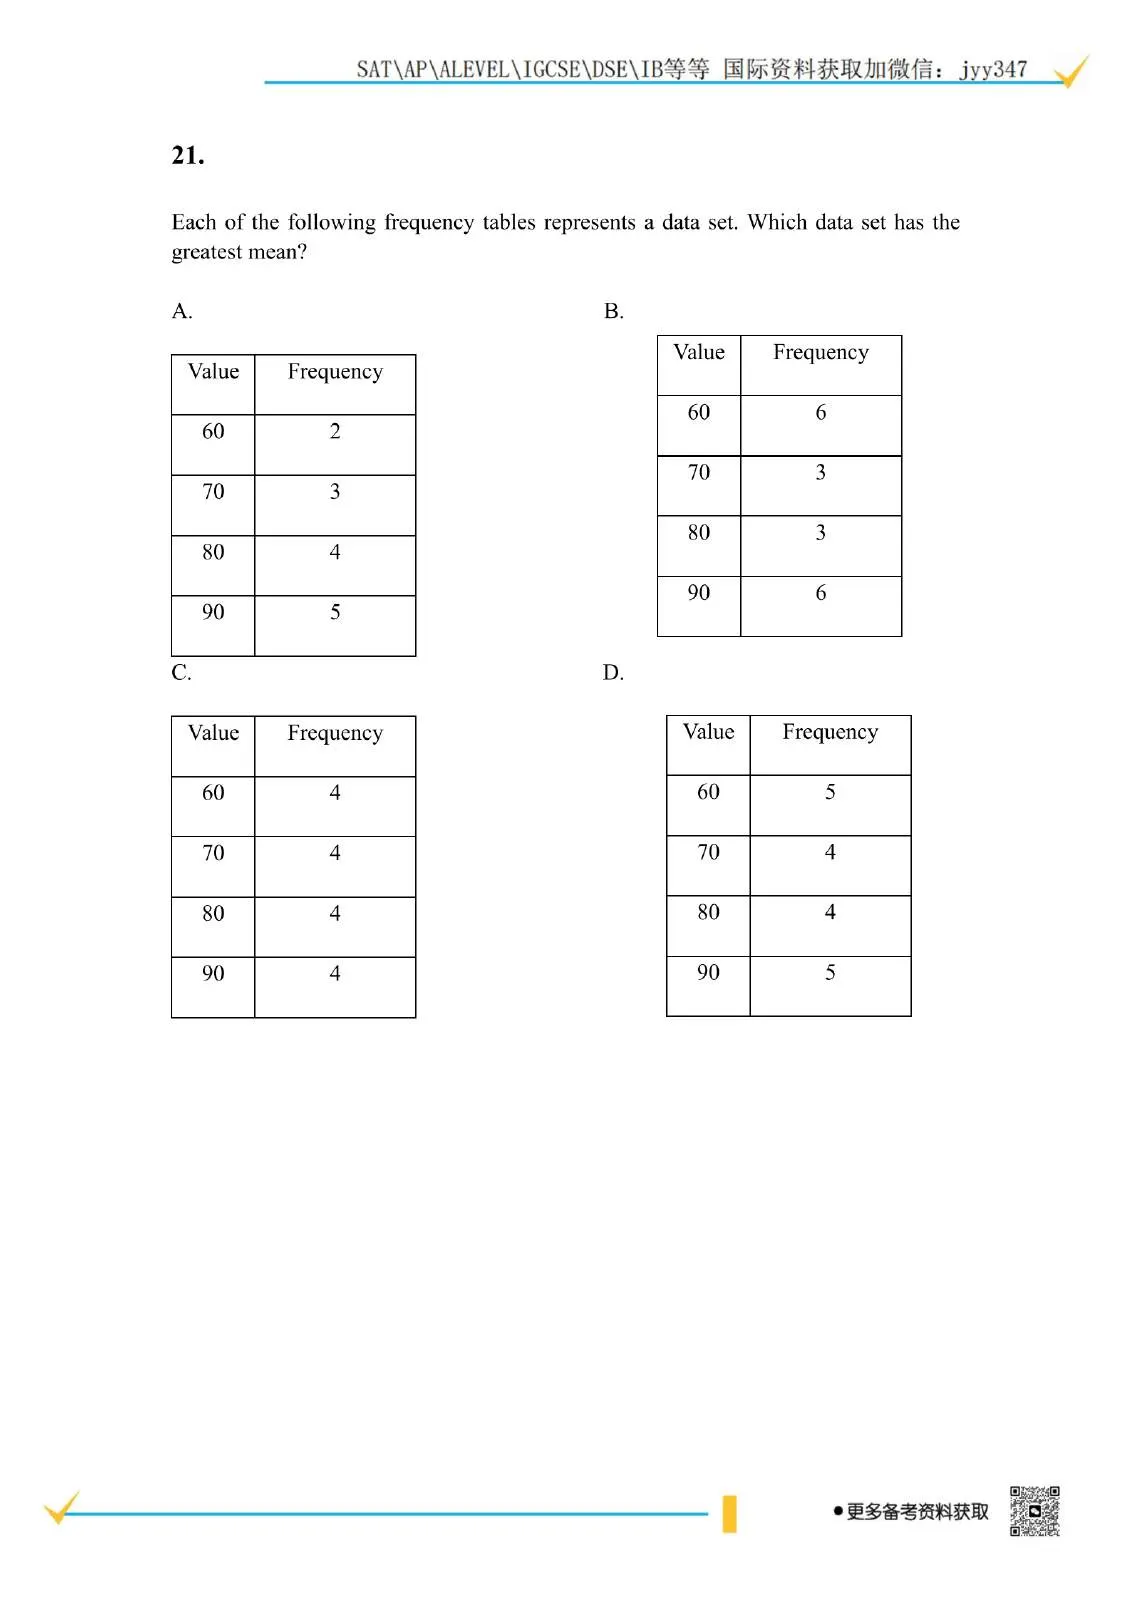 SAT\AP\ALEVEL\IGCSE\DSE\IB等等 国际资料获取加微信：jyy347
21.
Each of the following frequency tables represents a data set. Which data set has the
greatest mean?
A.
Value Frequency
60 2
70 3
80 4
90 5
B.
Value Frequency
60 6
70 3
80 3
90 6
C.
Value Frequency
60 4
70 4
80 4
90 4
D.
Value Frequency
60 5
70 4
80 4
90 5
●更多备考资料获取